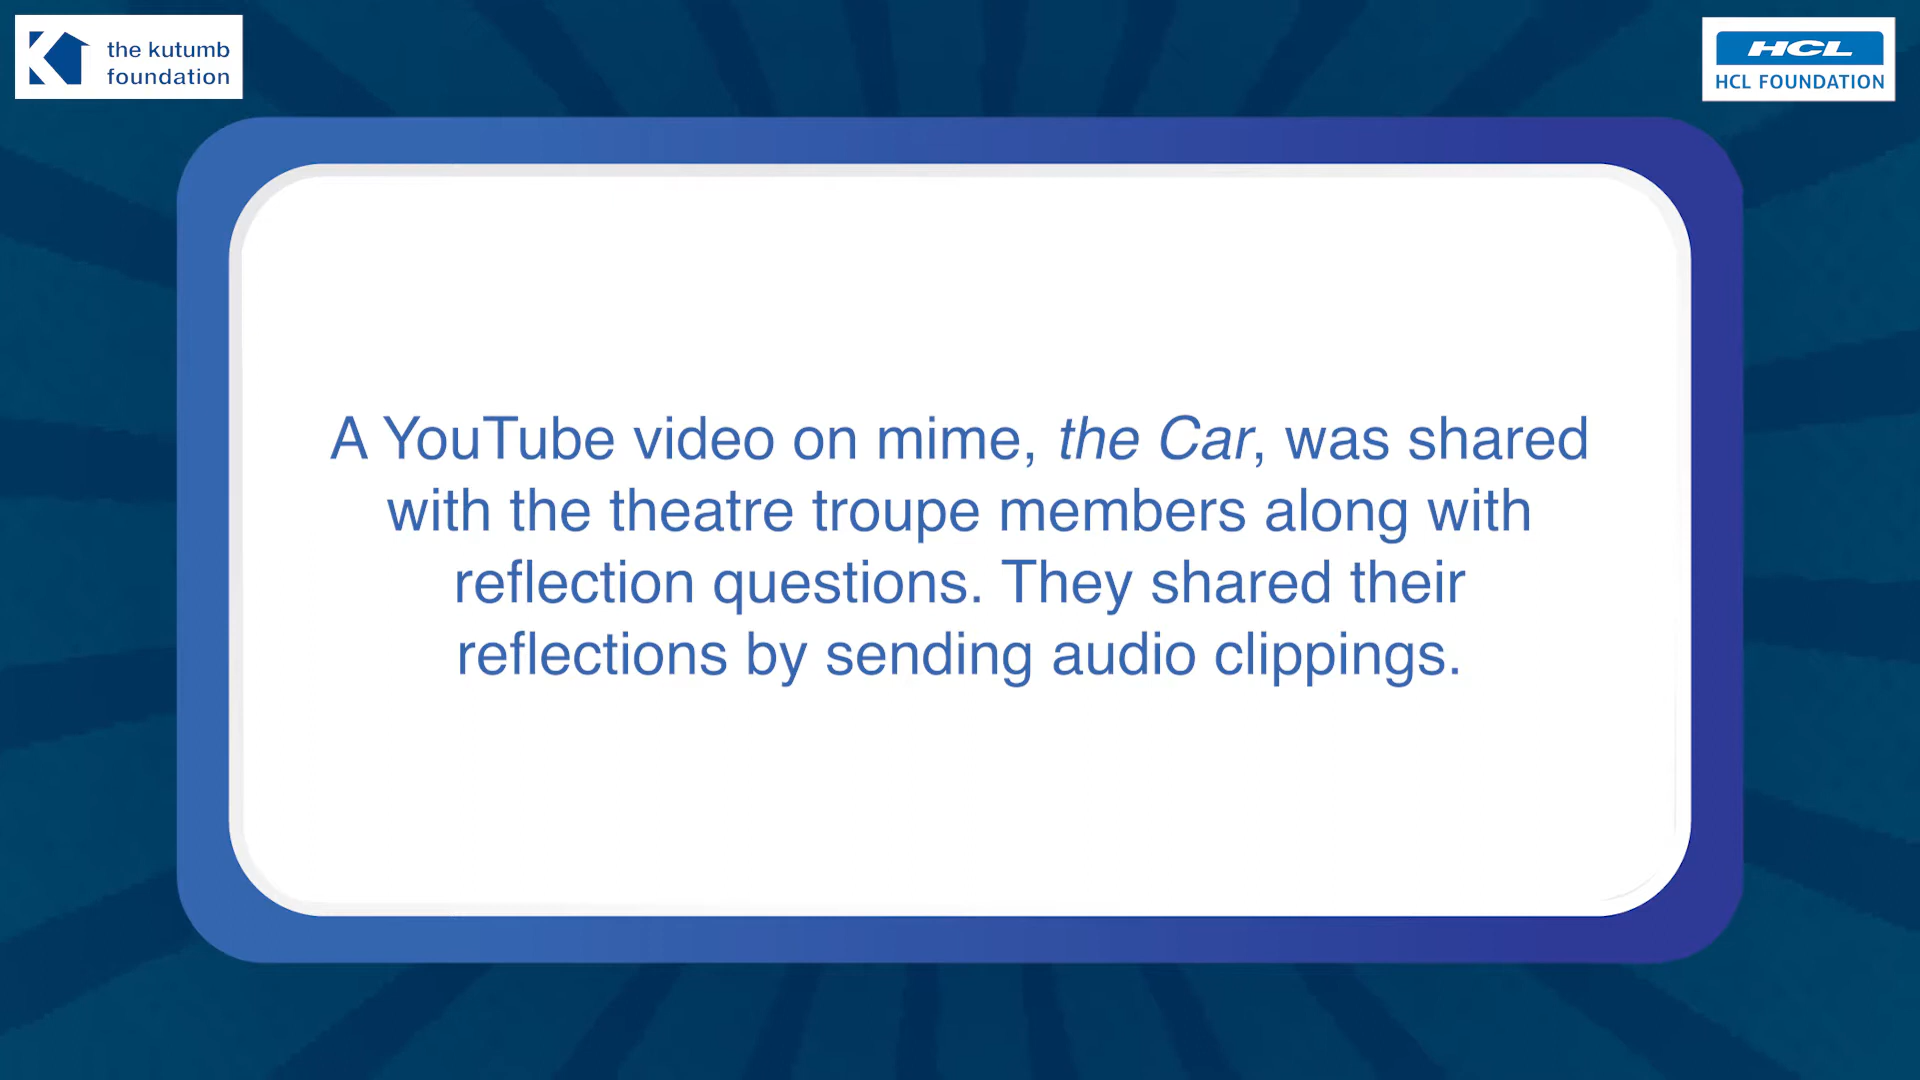 the kutumb
foundation
HCL
HCL FOUNDATION
A YouTube video on mime, the Car, was shared
with the theatre troupe members along with
reflection questions. They shared their
reflections by sending audio clippings.